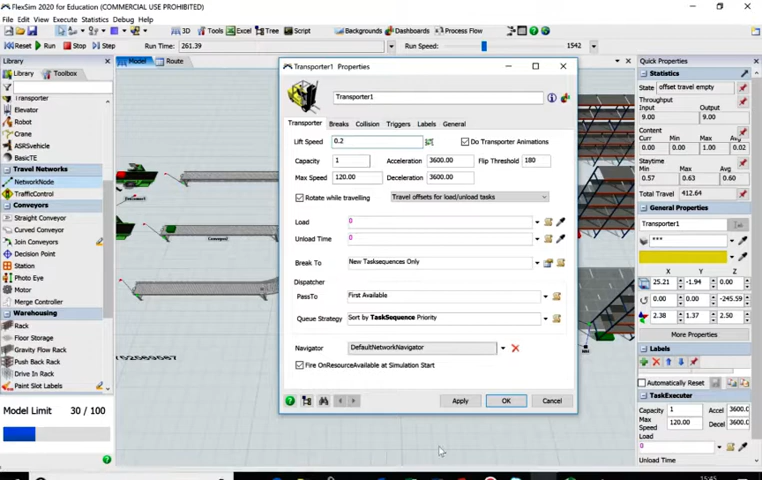 FlexSim 2020 for Education (COMMERCIAL USE PROHIBITED)
File Edit View Execute Statistics Debug Help
3D Tools Excel Tree Script Backgrounds Dashboards Process Flow
Reset Run Stop Step Run Time: 261.39 Run Speed: 1542
Library
Library Toolbox
Transporter
Elevator
Robot
Crane
ASRSvehicle
BasicTE
Travel Networks
NetworkNode
TrafficControl
Conveyors
Straight Conveyor
Curved Conveyor
Join Conveyors
Decision Point
Station
Photo Eye
Motor
Merge Controller
Warehousing
Rack
Floor Storage
Gravity Flow Rack
Push Back Rack
Drive In Rack
Paint Slot Labels
Model Limit 30 / 100
Model Route
Transporter1 Properties
Transporter1
Transporter Breaks Collision Triggers Labels General
Lift Speed 0.2 Do Transporter Animations
Capacity 1 Acceleration 3600.00 Flip Threshold 180
Max Speed 120.00 Deceleration 3600.00
Rotate while travelling Travel offsets for load/unload tasks
Load 0
Unload Time 0
Break To New Tasksequences Only
Dispatcher
PassTo First Available
Queue Strategy Sort by TaskSequence Priority
Navigator DefaultNetworkNavigator
Fire OnResourceAvailable at Simulation Start
Apply OK Cancel
Quick Properties
Statistics
State offset travel empty
Throughput
Input Output
9.00 9.00
Content
Curr Min Max Avg
0.00 0.00 1.00 0.02
Staytime
Min Max Avg
0.57 0.63 0.60
Total Travel 412.64
General Properties
Transporter1
***
X Y Z
25.21 -1.94 0.00
0.00 0.00 -245.59
2.38 1.37 2.50
More Properties
Labels
Automatically Reset
TaskExecuter
Capacity 1 Accel 3600.0
Max Speed 120.00 Decel 3600.0
Load
0
Unload Time
15:45